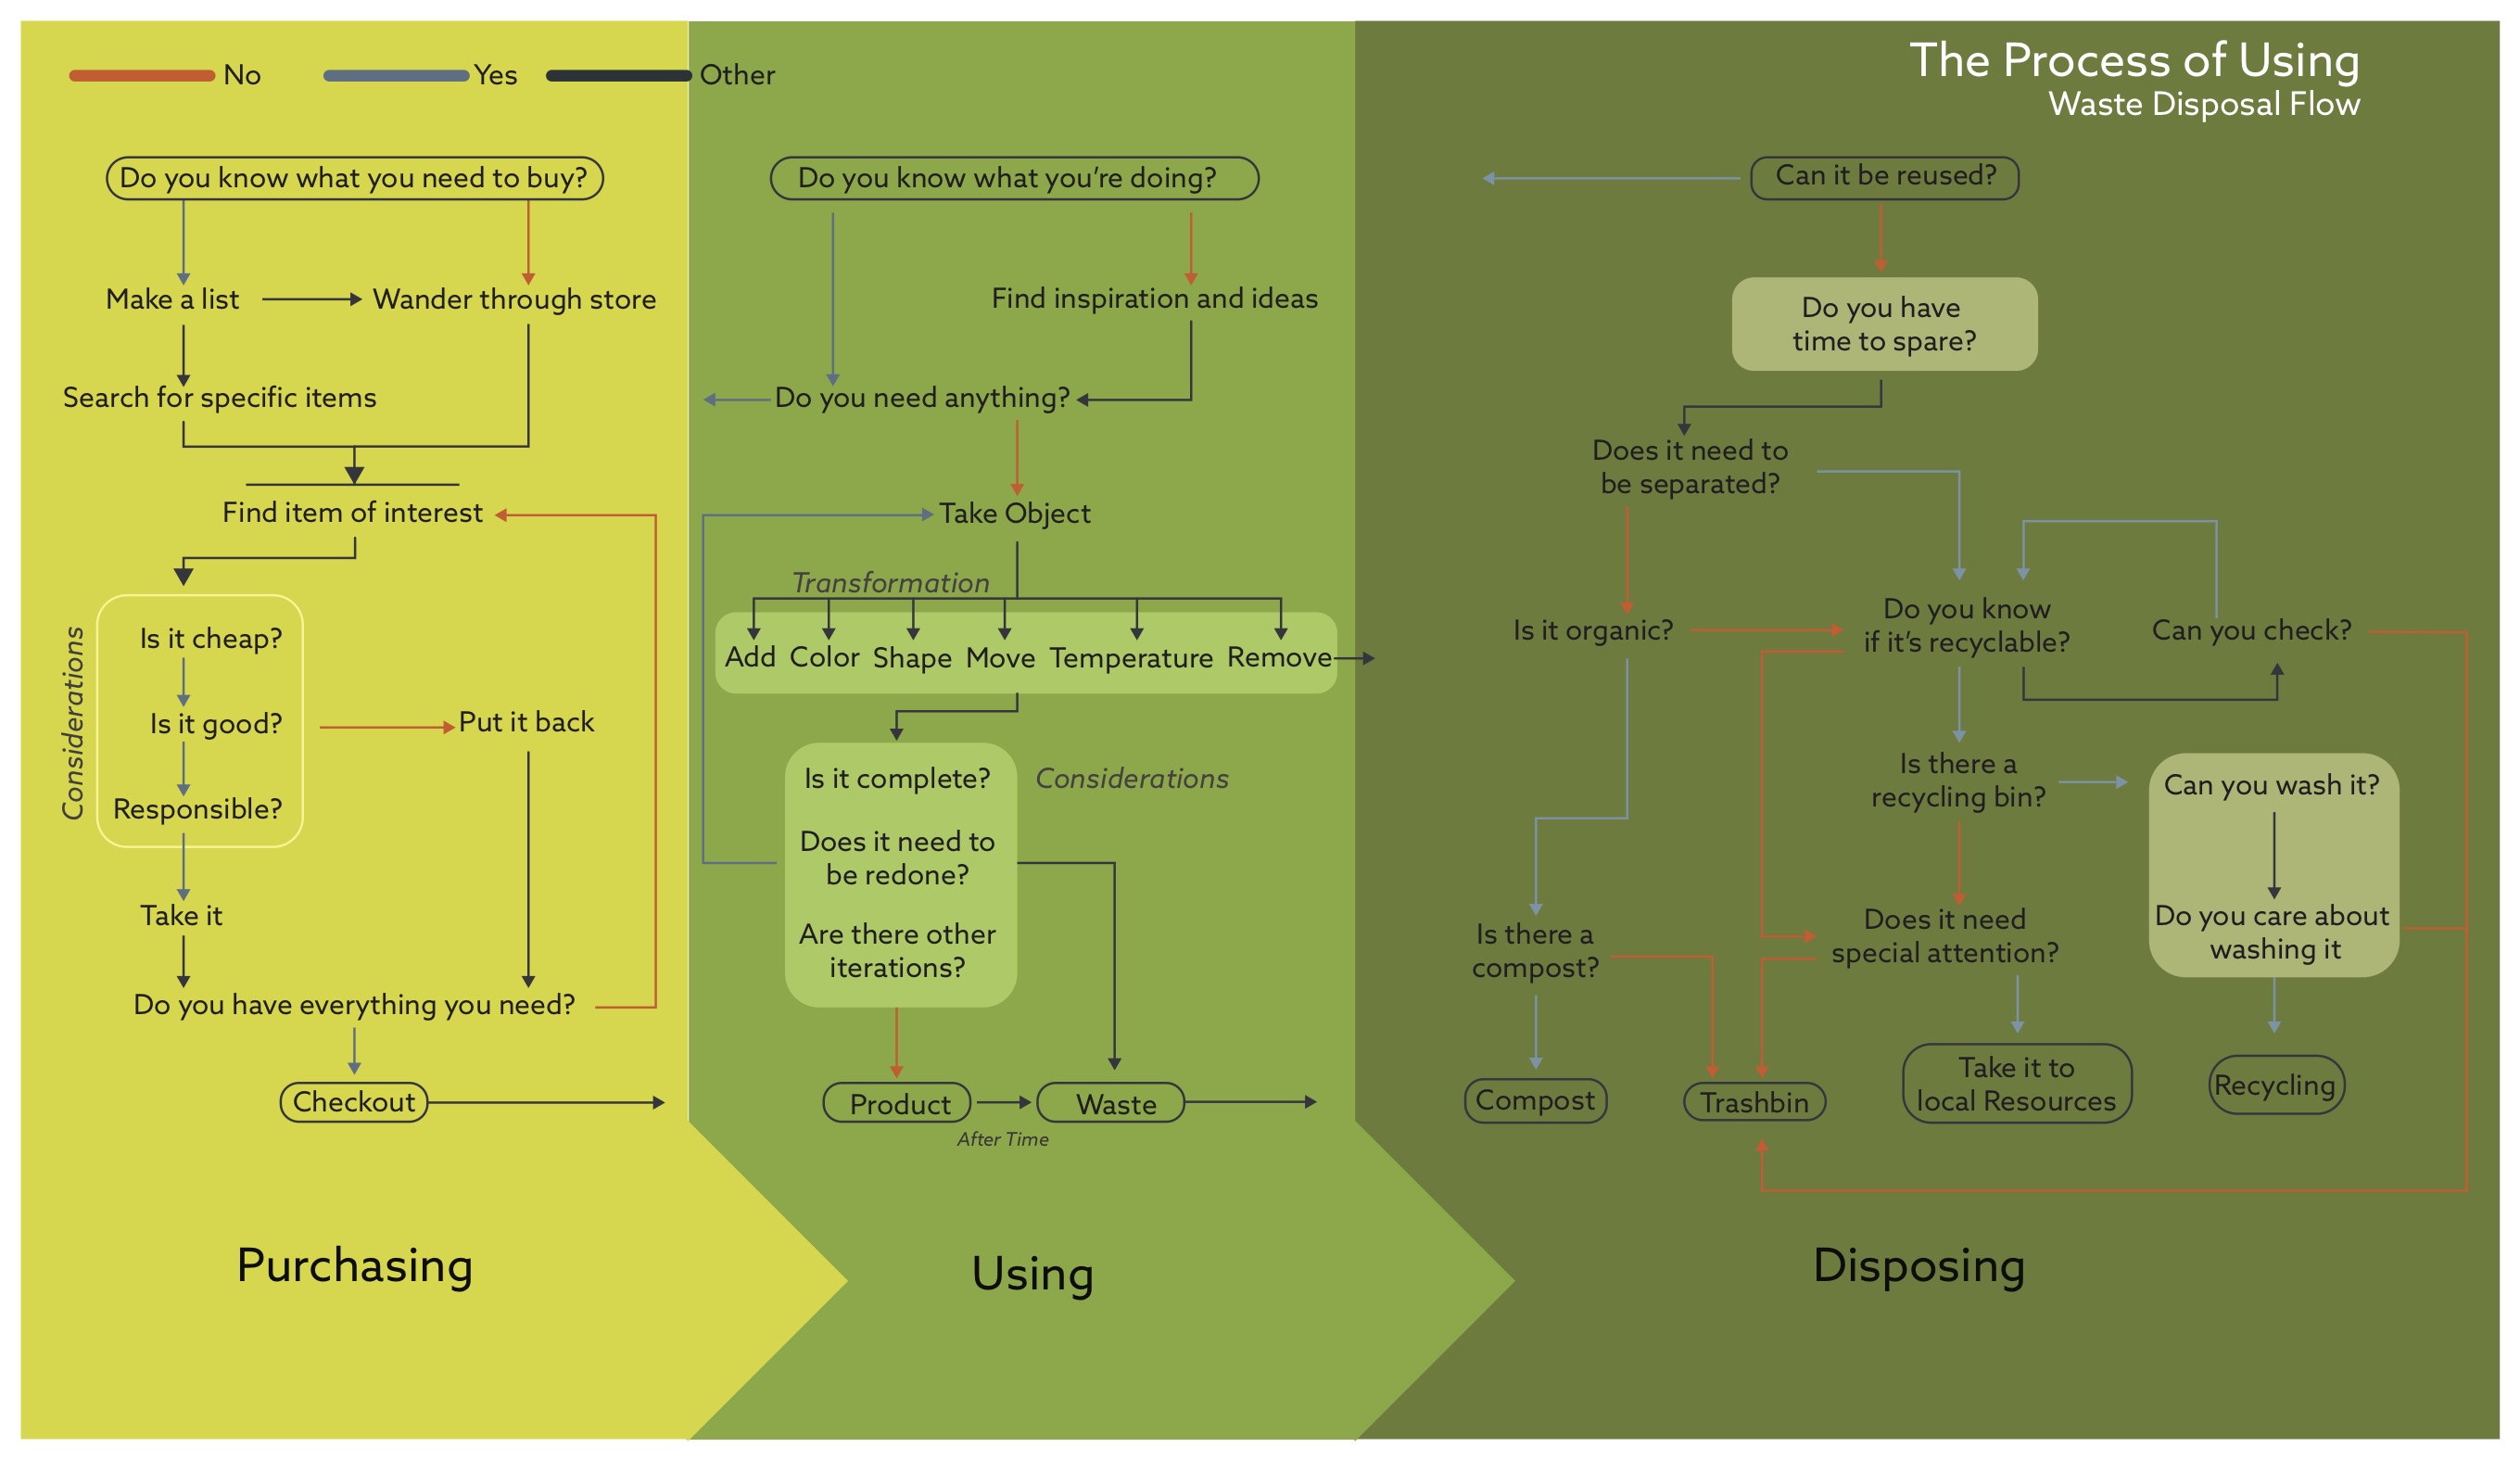 No
Yes
Other
The Process of Using
Waste Disposal Flow
Do you know what you need to buy?
Make a list
Wander through store
Search for specific items
Find item of interest
Considerations
Is it cheap?
Is it good?
Put it back
Responsible?
Take it
Do you have everything you need?
Checkout
Purchasing
Do you know what you're doing?
Find inspiration and ideas
Do you need anything?
Take Object
Transformation
Add Color Shape Move Temperature Remove
Is it complete?
Considerations
Does it need to
be redone?
Are there other
iterations?
Product
Waste
After Time
Using
Can it be reused?
Do you have
time to spare?
Does it need to
be separated?
Is it organic?
Do you know
if it's recyclable?
Can you check?
Is there a
recycling bin?
Can you wash it?
Do you care about
washing it
Is there a
compost?
Does it need
special attention?
Compost
Trashbin
Take it to
local Resources
Recycling
Disposing